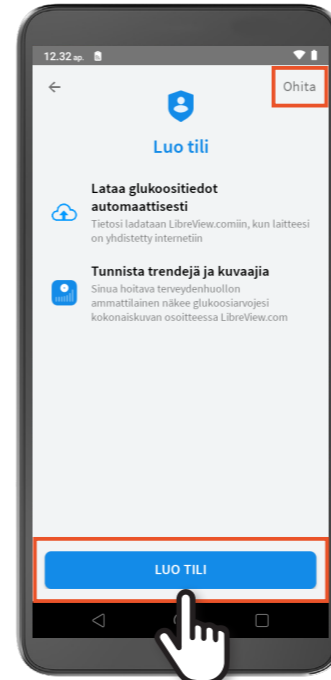 12.32 ap.
Ohita
Luo tili
Lataa glukoositiedot
automaattisesti
Tietosi ladataan LibreView.comiin, kun laitteesi
on yhdistetty internetiin
Tunnista trendejä ja kuvaajia
Sinua hoitava terveydenhuollon
ammattilainen näkee glukoosiarvojesi
kokonaiskuvan osoitteessa LibreView.com
LUO TILI